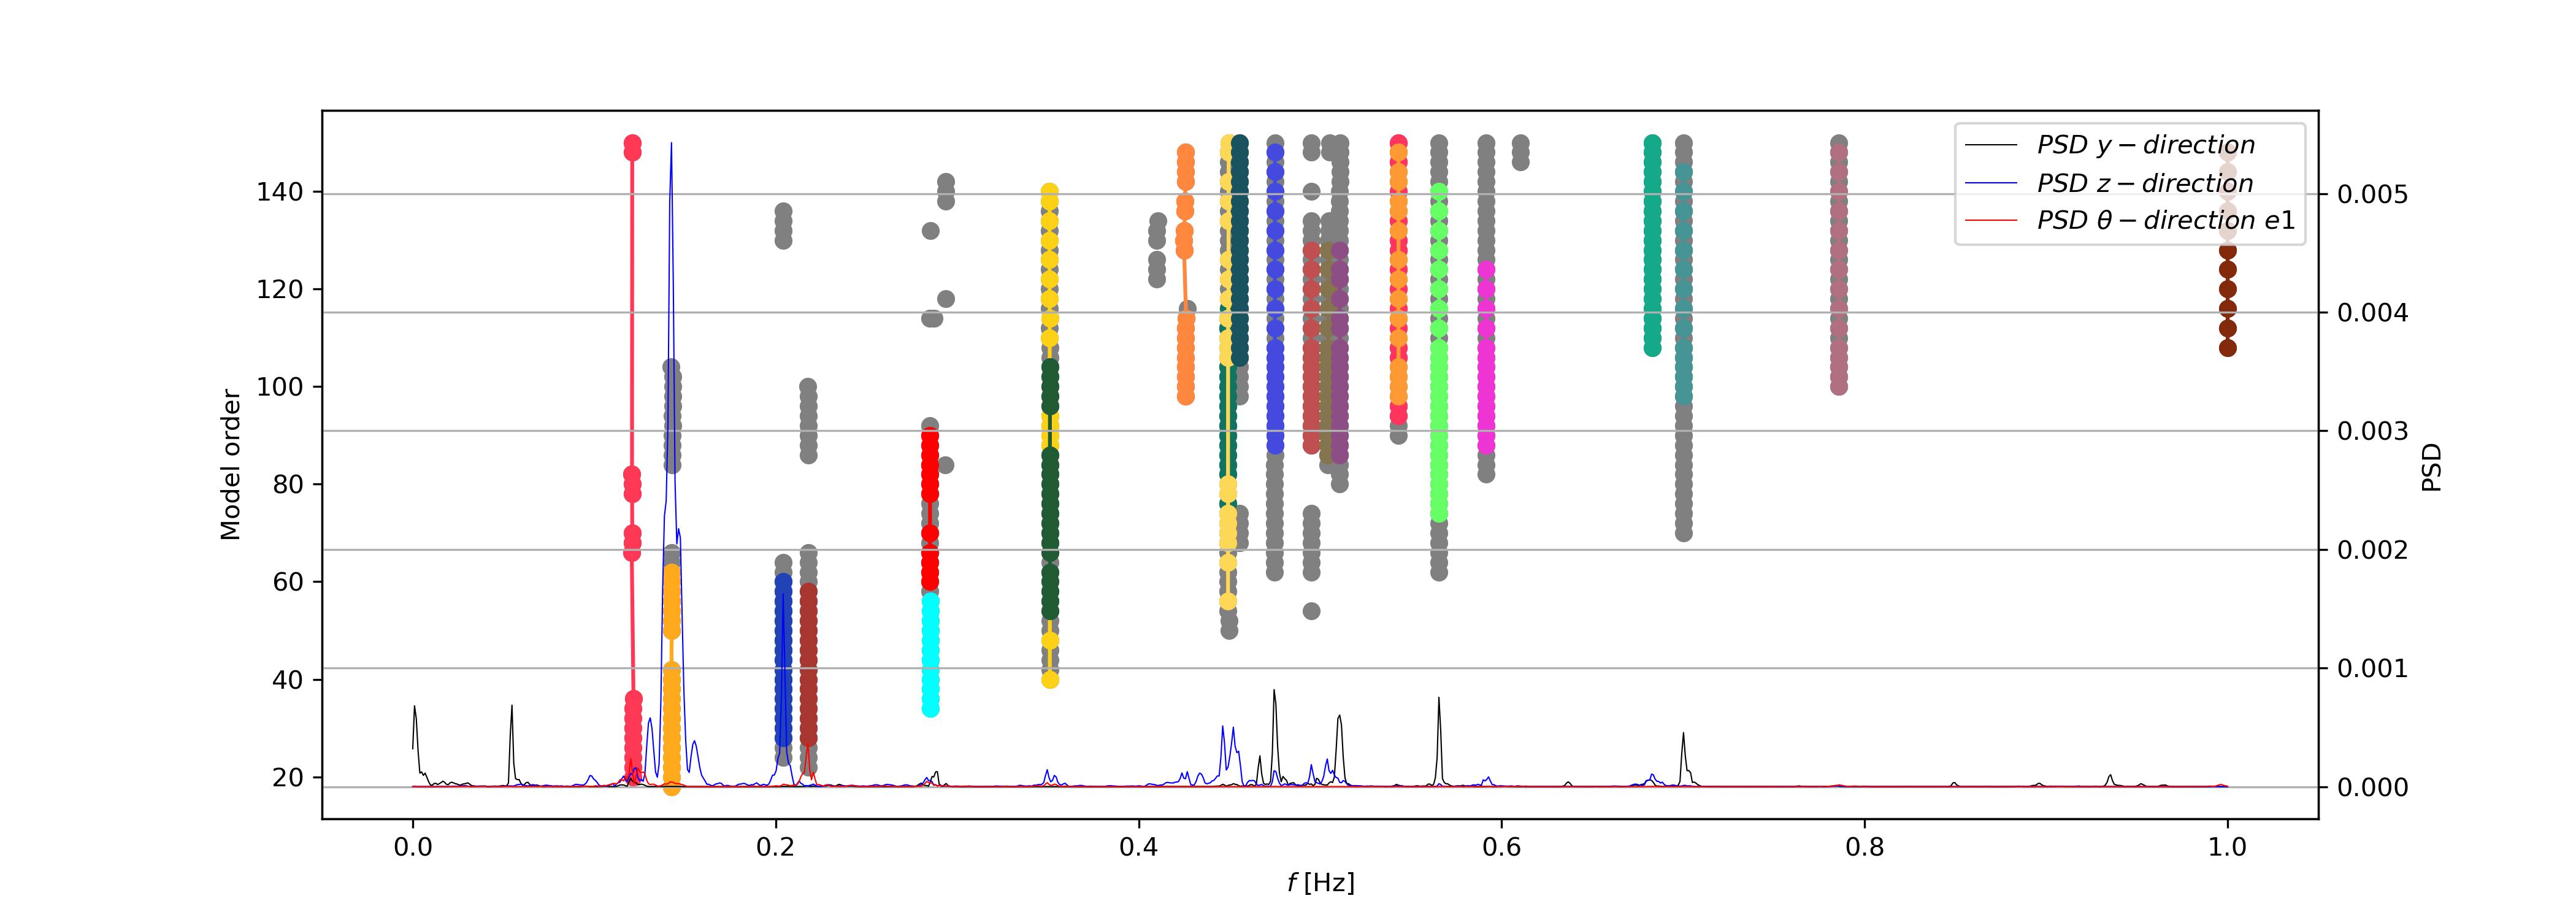 PSD y − direction
PSD z − direction
PSD θ − direction e1
140
120
100
80
60
40
20
Model order
0.005
0.004
0.003
0.002
0.001
0.000
PSD
0.0 0.2 0.4 0.6 0.8 1.0
f [Hz]